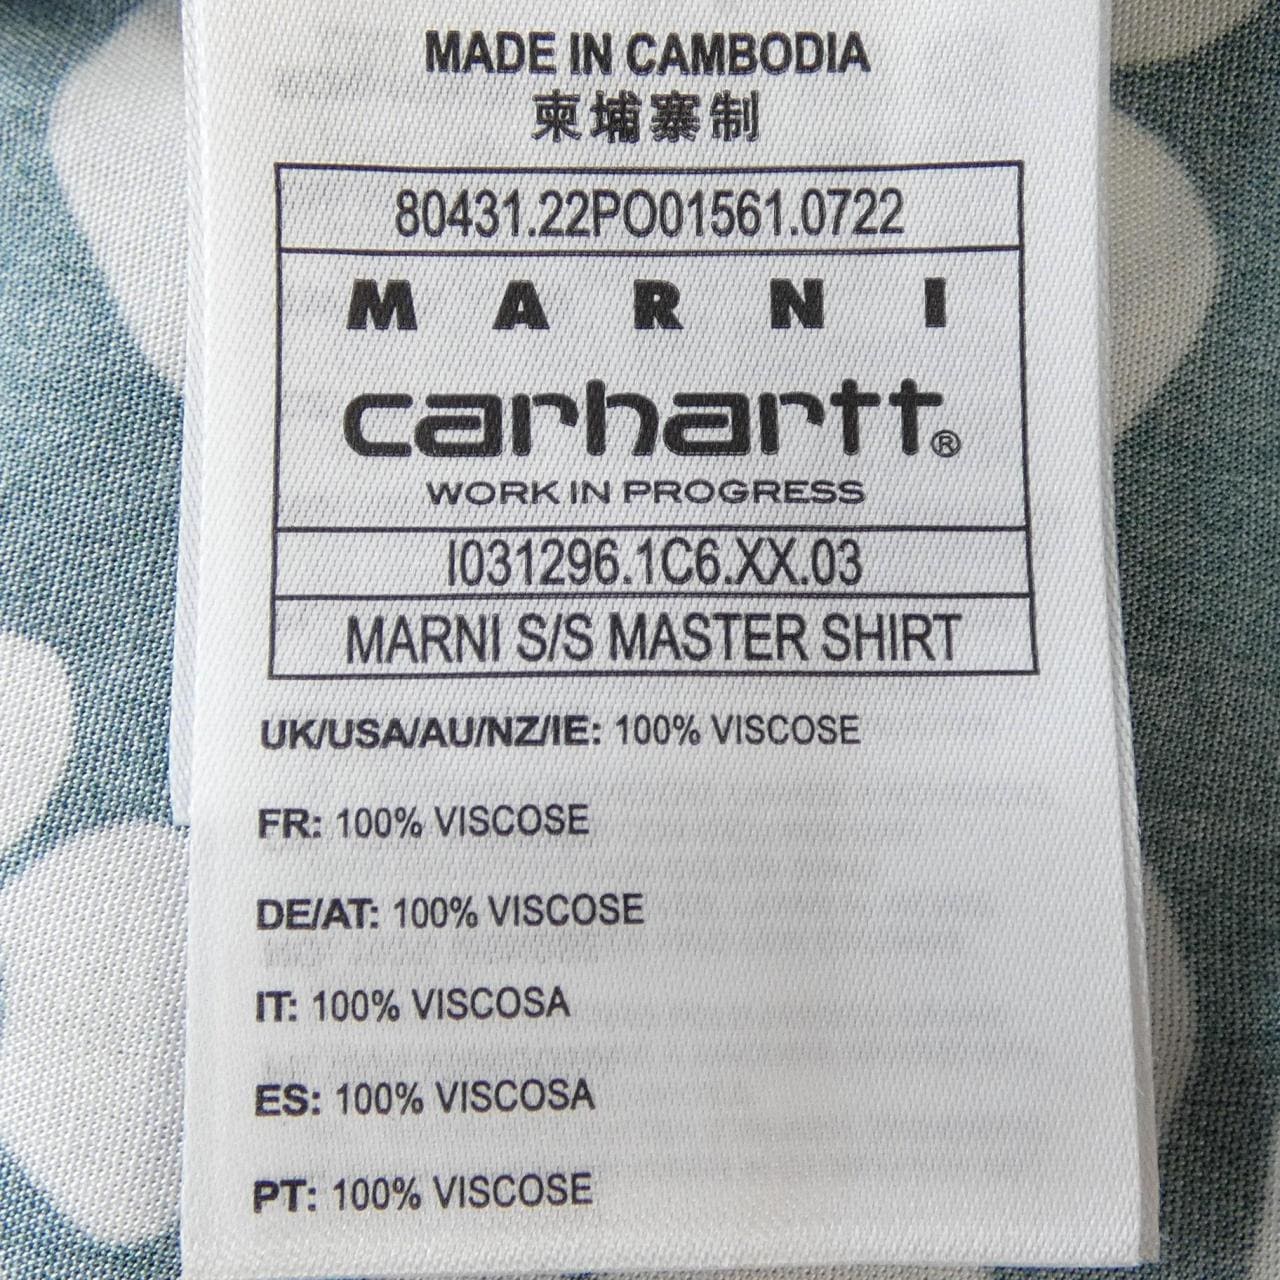 MADE IN CAMBODIA
柬埔寨制
80431.22PO01561.0722
MARNI
carhartt®
WORK IN PROGRESS
I031296.1C6.XX.03
MARNI S/S MASTER SHIRT
UK/USA/AU/NZ/IE: 100% VISCOSE
FR: 100% VISCOSE
DE/AT: 100% VISCOSE
IT: 100% VISCOSA
ES: 100% VISCOSA
PT: 100% VISCOSE